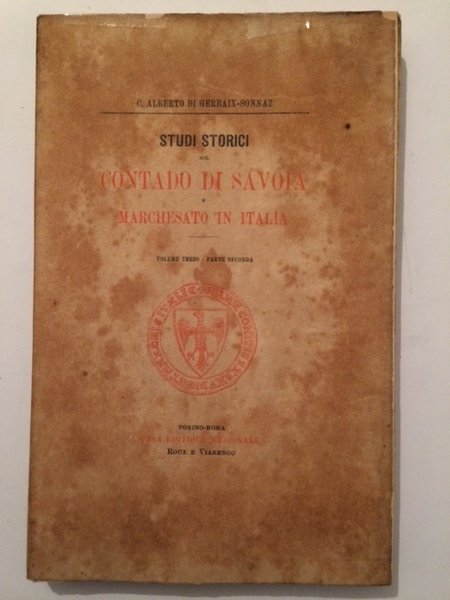 C. ALBERTO DI GERBAIX-SONNAZ
STUDI STORICI
SUL
CONTADO DI SAVOIA
E
MARCHESATO IN ITALIA
VOLUME TERZO - PARTE SECONDA
TORINO-ROMA
CASA EDITRICE NAZIONALE
ROUX E VIARENGO